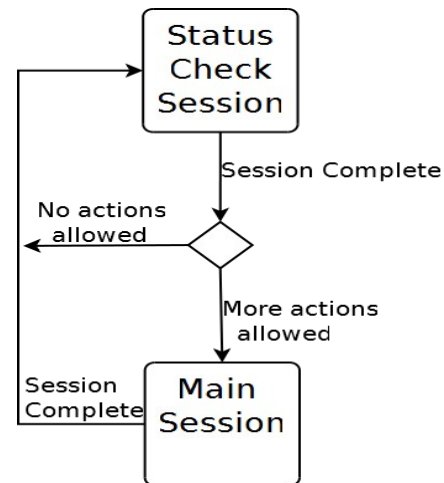 Status
Check
Session
Session Complete
No actions
allowed
More actions
allowed
Session
Complete
Main
Session